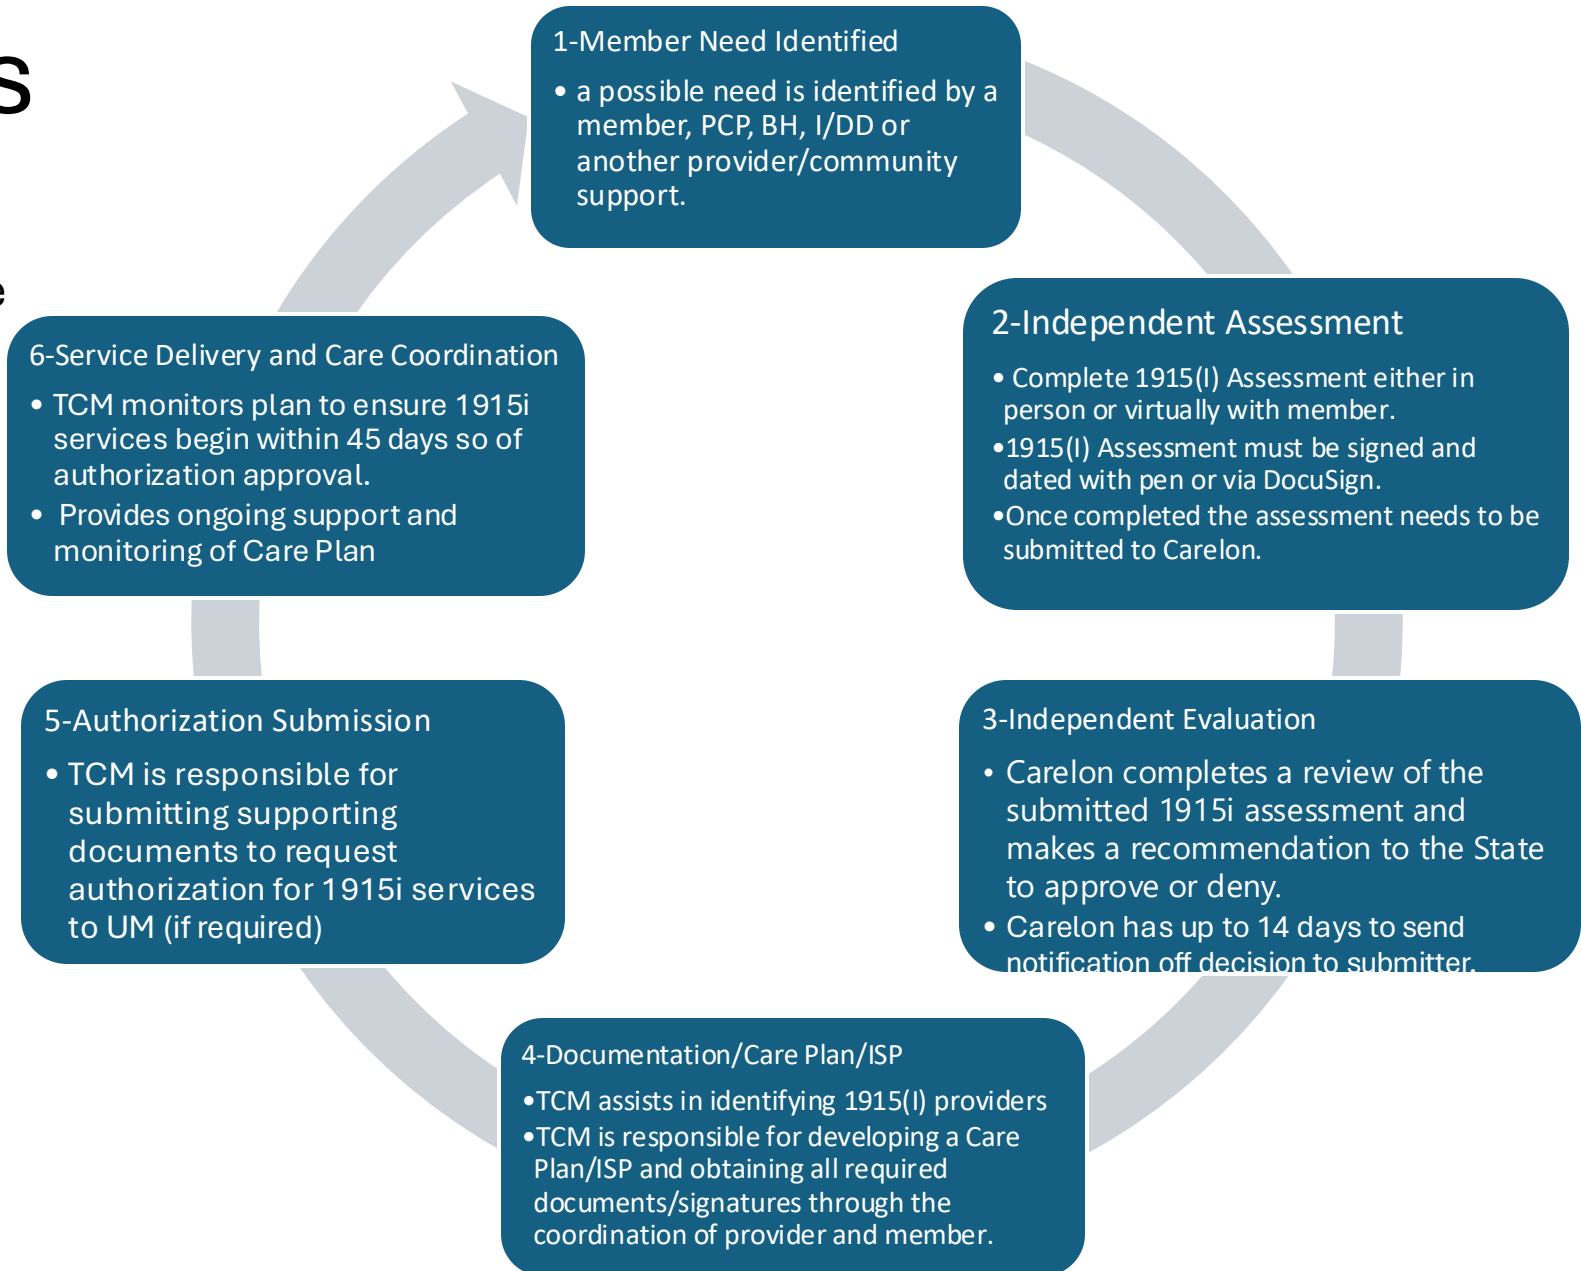 s
e
1-Member Need Identified
• a possible need is identified by a
member, PCP, BH, I/DD or
another provider/community
support.
2-Independent Assessment
• Complete 1915(I) Assessment either in
person or virtually with member.
•1915(I) Assessment must be signed and
dated with pen or via DocuSign.
•Once completed the assessment needs to be
submitted to Carelon.
3-Independent Evaluation
• Carelon completes a review of the
submitted 1915i assessment and
makes a recommendation to the State
to approve or deny.
• Carelon has up to 14 days to send
notification off decision to submitter.
4-Documentation/Care Plan/ISP
•TCM assists in identifying 1915(I) providers
•TCM is responsible for developing a Care
Plan/ISP and obtaining all required
documents/signatures through the
coordination of provider and member.
5-Authorization Submission
• TCM is responsible for
submitting supporting
documents to request
authorization for 1915i services
to UM (if required)
6-Service Delivery and Care Coordination
• TCM monitors plan to ensure 1915i
services begin within 45 days so of
authorization approval.
• Provides ongoing support and
monitoring of Care Plan